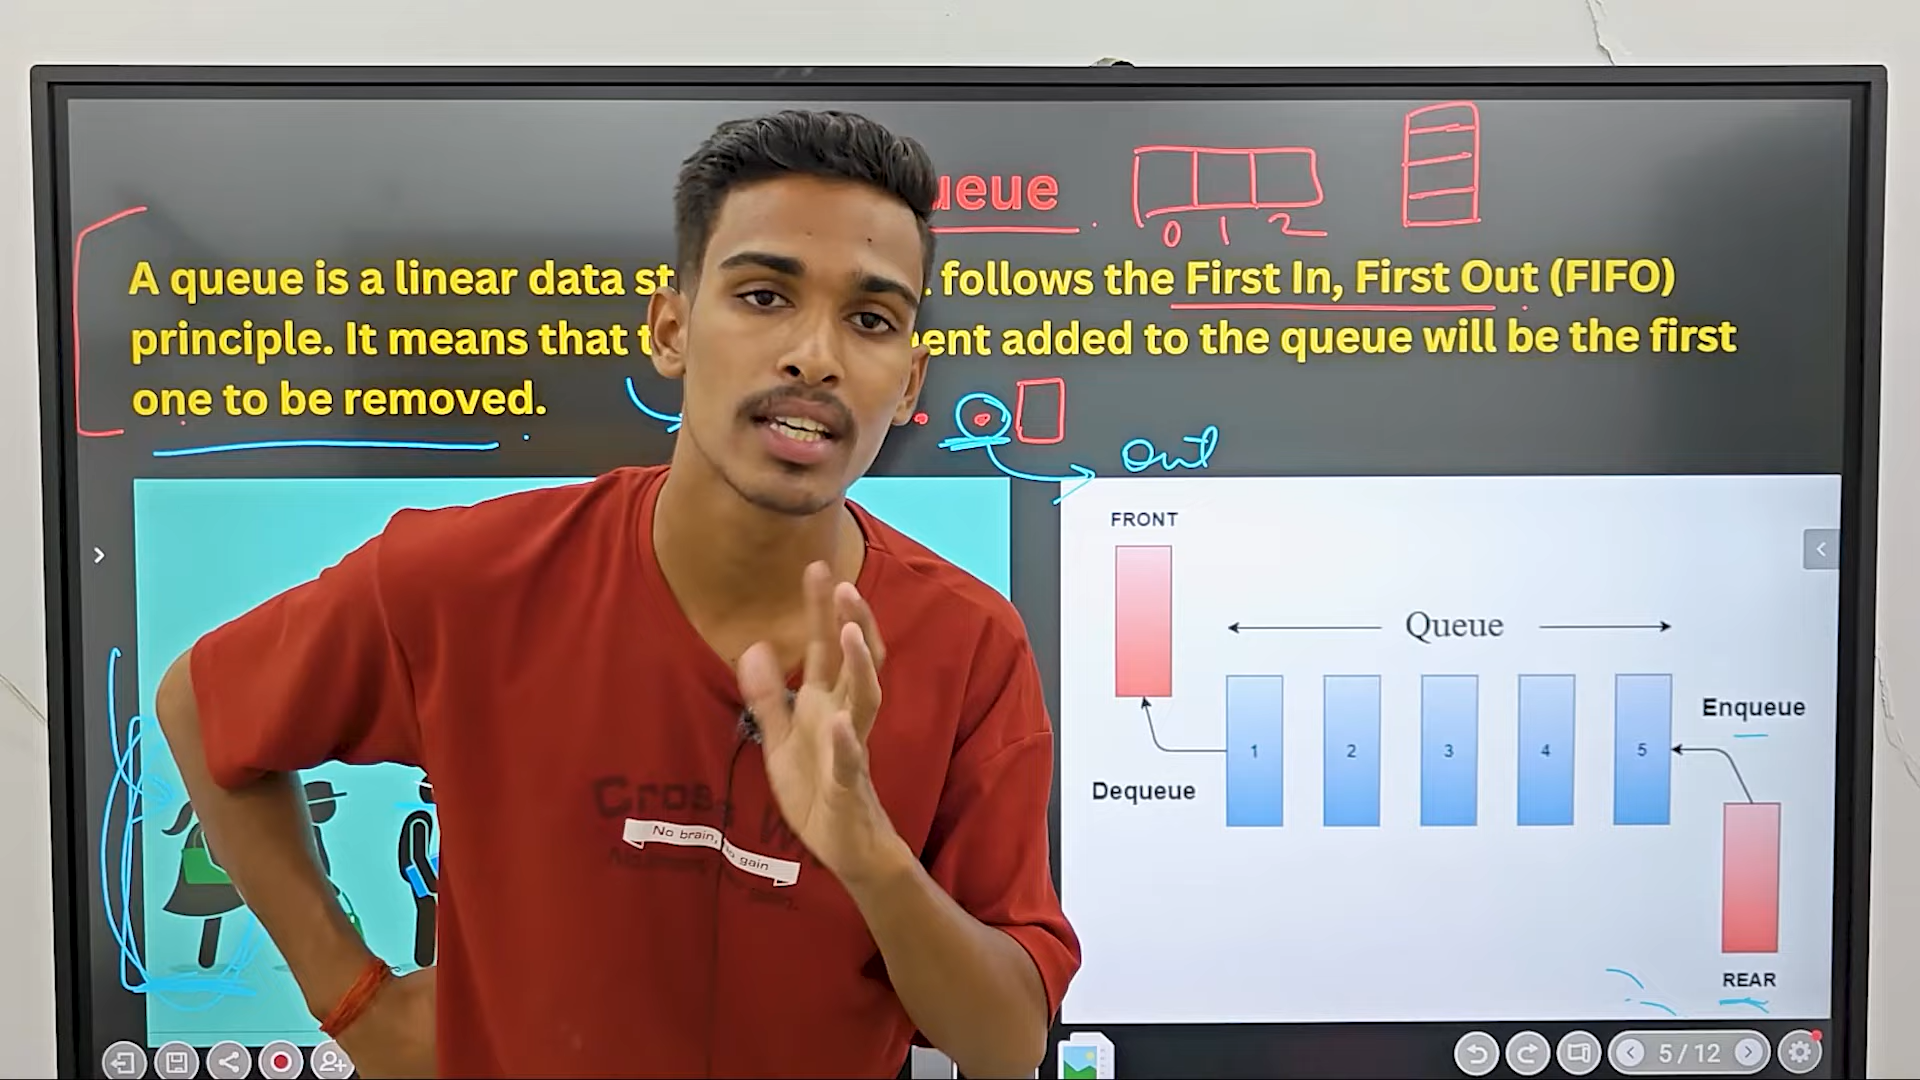 ueue
0 1 2
A queue is a linear data st follows the First In, First Out (FIFO)
principle. It means that t ent added to the queue will be the first
one to be removed.
out
FRONT
Queue
Enqueue
1 2 3 4 5
Dequeue
REAR
Cross W
No brain, no gain
5/12